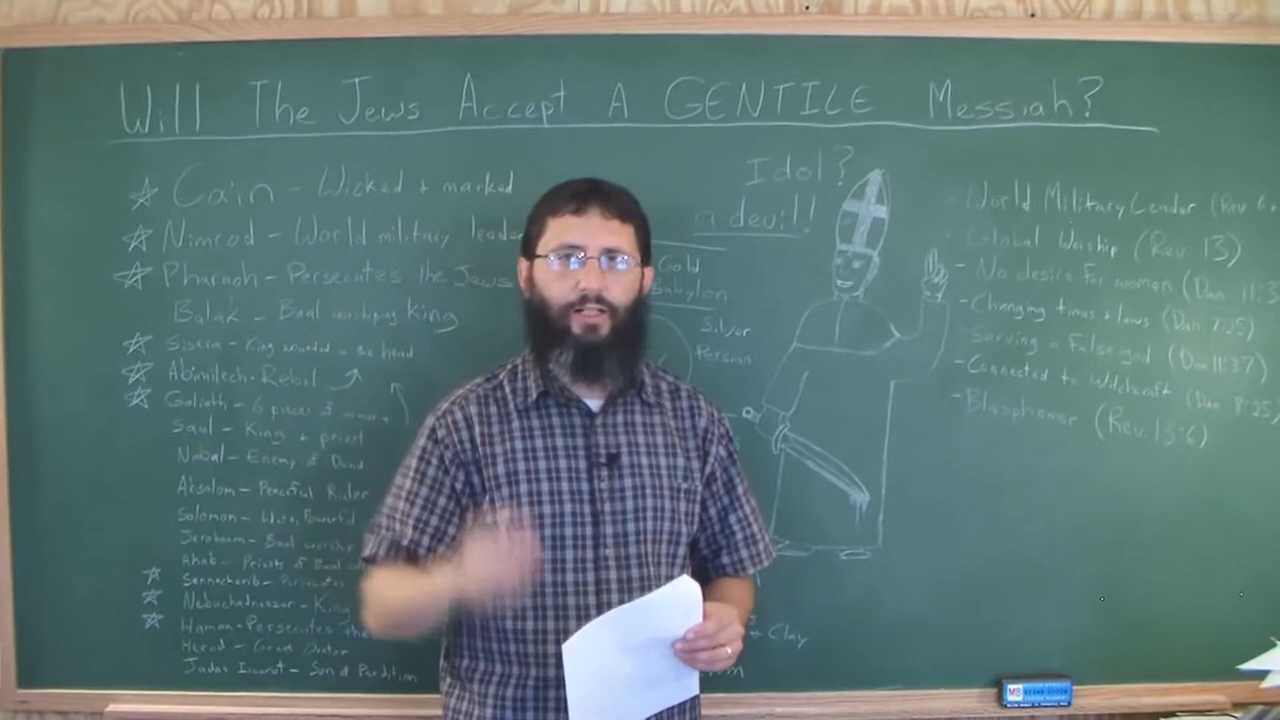 Will The Jews Accept A GENTILE Messiah?
Cain - Wicked + marked
Nimrod - World military leade
Pharaoh - Persecutes the Jews
Balak - Baal worshiping King
Sisera - King wounded in the head
Abimilech - Rebel
Goliath - 6 pieces of
Saul - King + priest
Nabal - Enemy of David
Absalom - Peaceful Ruler
Solomon - Wise, Powerful
Jeroboam - Baal worship
Ahab - Priests of Baal
Sennacherib - Persecutes
Nebuchadnezzar - King
Haman - Persecutes the
Herod - Great Orator
Judas Iscariot - Son of Perdition
Idol?
a devil!
Gold
Babylon
Silver
Persian
+ Clay
- World Military Leader (Rev 6
- Global Worship (Rev. 13)
- No desire for women (Dan. 11:3
- Changing times + laws (Dan 7:25)
- Serving a False god (Dan 11:37)
- Connected to Witchcraft (Dan 8:25)
- Blasphemer (Rev. 13:6)
MB